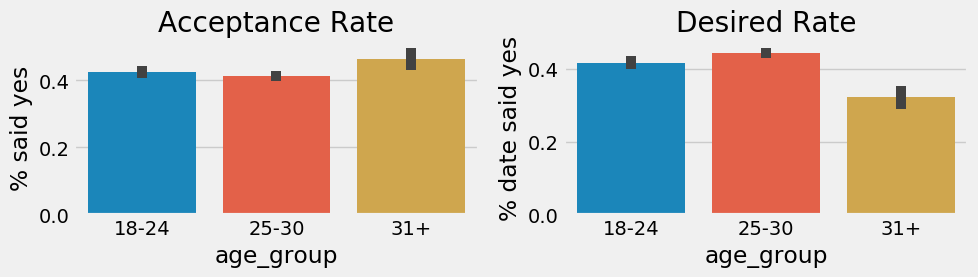 Acceptance Rate
% said yes
0.4
0.2
0.0
18-24 25-30 31+
age_group
Desired Rate
% date said yes
0.4
0.2
0.0
18-24 25-30 31+
age_group